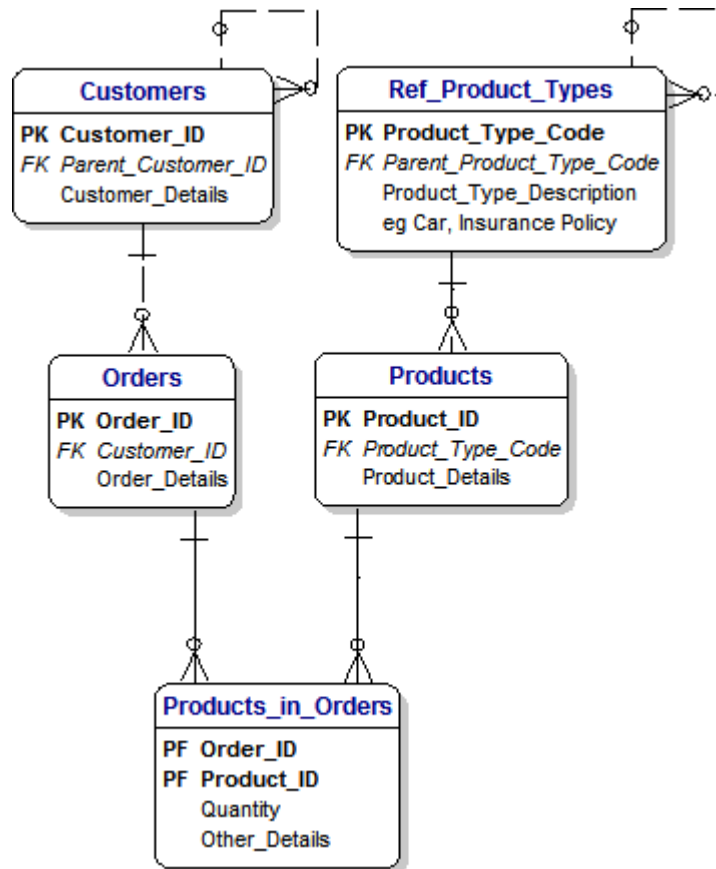 Customers
PK Customer_ID
FK Parent_Customer_ID
Customer_Details
Ref_Product_Types
PK Product_Type_Code
FK Parent_Product_Type_Code
Product_Type_Description
eg Car, Insurance Policy
Orders
PK Order_ID
FK Customer_ID
Order_Details
Products
PK Product_ID
FK Product_Type_Code
Product_Details
Products_in_Orders
PF Order_ID
PF Product_ID
Quantity
Other_Details